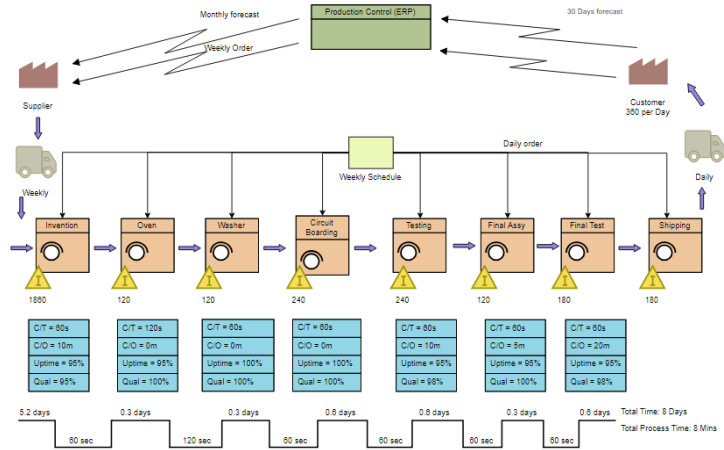 Monthly forecast
Production Control (ERP)
30 Days forecast
Weekly Order
Supplier
Customer
360 per Day
Daily order
Weekly Schedule
Weekly
Daily
Invention
Oven
Washer
Circuit
Boarding
Testing
Final Assy
Final Test
Shipping
I
I
I
I
I
I
I
I
1860
120
120
240
240
120
180
180
C/T = 60s
C/O = 10m
Uptime = 95%
Qual = 95%
C/T = 120s
C/O = 0m
Uptime = 95%
Qual = 100%
C/T = 60s
C/O = 0m
Uptime = 100%
Qual = 100%
C/T = 60s
C/O = 0m
Uptime = 100%
Qual = 100%
C/T = 60s
C/O = 10m
Uptime = 95%
Qual = 98%
C/T = 60s
C/O = 5m
Uptime = 95%
Qual = 100%
C/T = 60s
C/O = 20m
Uptime = 95%
Qual = 98%
5.2 days
0.3 days
0.3 days
0.6 days
0.6 days
0.3 days
0.6 days
Total Time: 8 Days
Total Process Time: 8 Mins
60 sec
120 sec
60 sec
60 sec
60 sec
60 sec